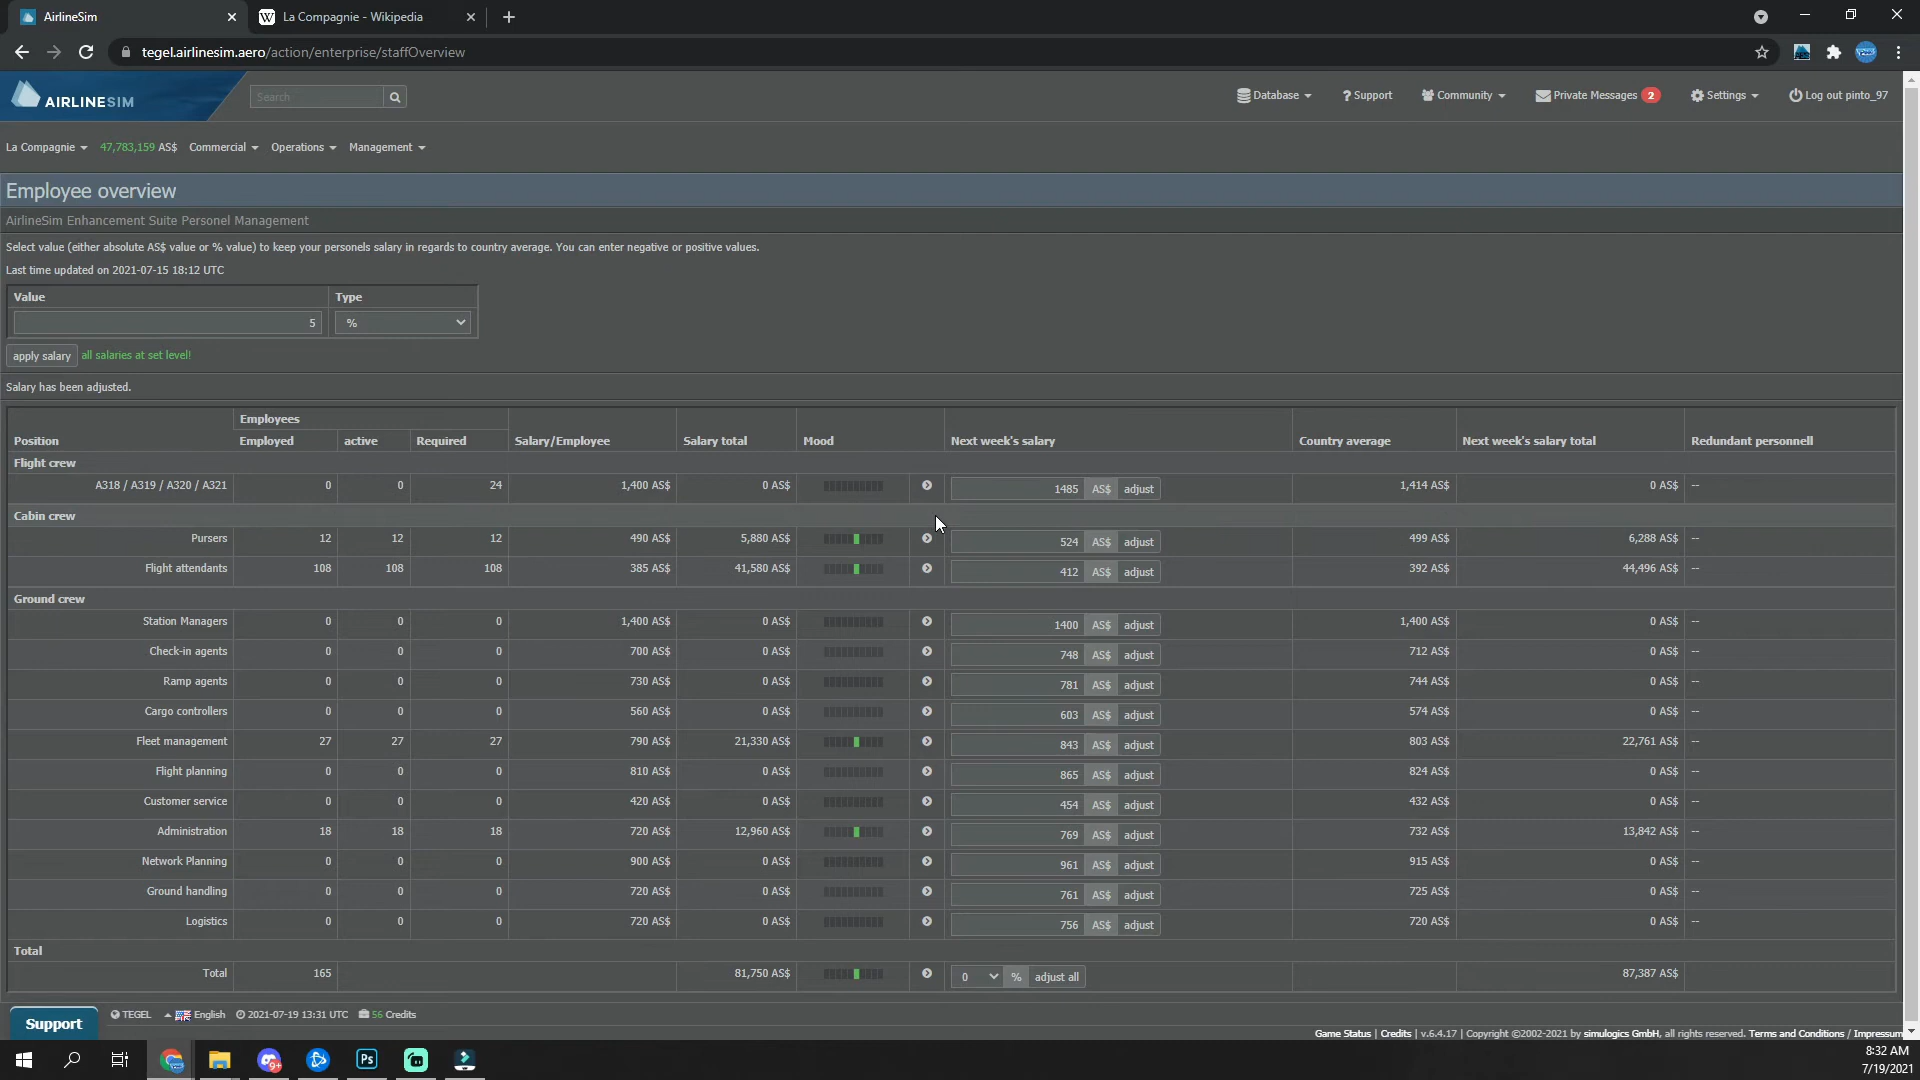 AirlineSim
La Compagnie - Wikipedia
tegel.airlinesim.aero/action/enterprise/staffOverview
AIRLINESIM
Search
Database
? Support
Community
Private Messages 2
Settings
Log out pinto_97
La Compagnie 47,783,159 AS$ Commercial Operations Management
Employee overview
AirlineSim Enhancement Suite Personel Management
Select value (either absolute AS$ value or % value) to keep your personels salary in regards to country average. You can enter negative or positive values.
Last time updated on 2021-07-15 18:12 UTC
Value Type
5 %
apply salary all salaries at set level!
Salary has been adjusted.
Employees
Position Employed active Required Salary/Employee Salary total Mood Next week's salary Country average Next week's salary total Redundant personnell
Flight crew
A318 / A319 / A320 / A321 0 0 24 1,400 AS$ 0 AS$ 1485 AS$ adjust 1,414 AS$ 0 AS$ --
Cabin crew
Pursers 12 12 12 490 AS$ 5,880 AS$ 524 AS$ adjust 499 AS$ 6,288 AS$ --
Flight attendants 108 108 108 385 AS$ 41,580 AS$ 412 AS$ adjust 392 AS$ 44,496 AS$ --
Ground crew
Station Managers 0 0 0 1,400 AS$ 0 AS$ 1400 AS$ adjust 1,400 AS$ 0 AS$ --
Check-in agents 0 0 0 700 AS$ 0 AS$ 748 AS$ adjust 712 AS$ 0 AS$ --
Ramp agents 0 0 0 730 AS$ 0 AS$ 781 AS$ adjust 744 AS$ 0 AS$ --
Cargo controllers 0 0 0 560 AS$ 0 AS$ 603 AS$ adjust 574 AS$ 0 AS$ --
Fleet management 27 27 27 790 AS$ 21,330 AS$ 843 AS$ adjust 803 AS$ 22,761 AS$ --
Flight planning 0 0 0 810 AS$ 0 AS$ 865 AS$ adjust 824 AS$ 0 AS$ --
Customer service 0 0 0 420 AS$ 0 AS$ 454 AS$ adjust 432 AS$ 0 AS$ --
Administration 18 18 18 720 AS$ 12,960 AS$ 769 AS$ adjust 732 AS$ 13,842 AS$ --
Network Planning 0 0 0 900 AS$ 0 AS$ 961 AS$ adjust 915 AS$ 0 AS$ --
Ground handling 0 0 0 720 AS$ 0 AS$ 761 AS$ adjust 725 AS$ 0 AS$ --
Logistics 0 0 0 720 AS$ 0 AS$ 756 AS$ adjust 720 AS$ 0 AS$ --
Total
Total 165 81,750 AS$ 0 % adjust all 87,387 AS$
Support
TEGEL English 2021-07-19 13:31 UTC 56 Credits
Game Status | Credits | v.6.4.17 | Copyright ©2002-2021 by simulogics GmbH, all rights reserved. Terms and Conditions / Impressum
Ps
8:32 AM
7/19/2021